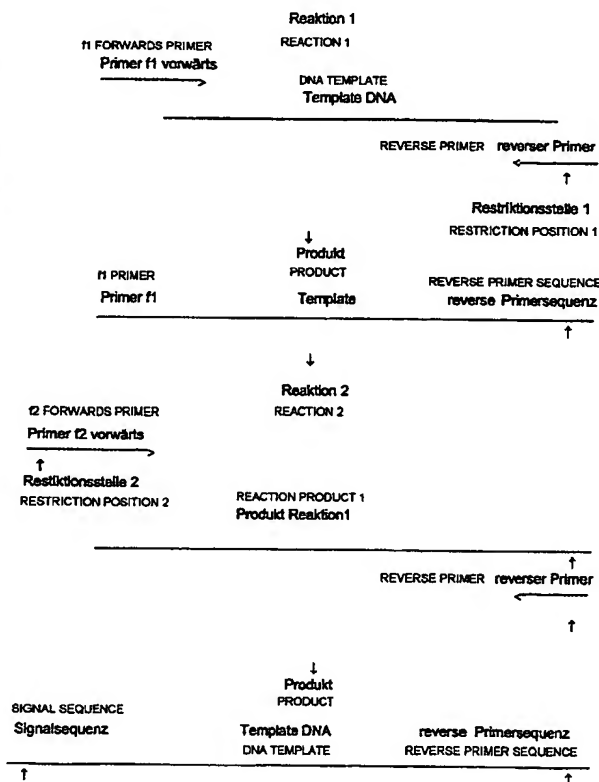 Reaktion 1
REACTION 1
f1 FORWARDS PRIMER
Primer f1 vorwärts
DNA TEMPLATE
Template DNA
REVERSE PRIMER reverser Primer
↑
Restriktionsstelle 1
RESTRICTION POSITION 1
↓
Produkt
PRODUCT
f1 PRIMER
Primer f1
Template
REVERSE PRIMER SEQUENCE
reverse Primersequenz
↑
↓
Reaktion 2
REACTION 2
f2 FORWARDS PRIMER
Primer f2 vorwärts
↑
Restiktionsstelle 2
RESTRICTION POSITION 2
REACTION PRODUCT 1
Produkt Reaktion1
↑
REVERSE PRIMER reverser Primer
↑
↓
Produkt
PRODUCT
SIGNAL SEQUENCE
Signalsequenz
Template DNA
DNA TEMPLATE
reverse Primersequenz
REVERSE PRIMER SEQUENCE
↑ ↑